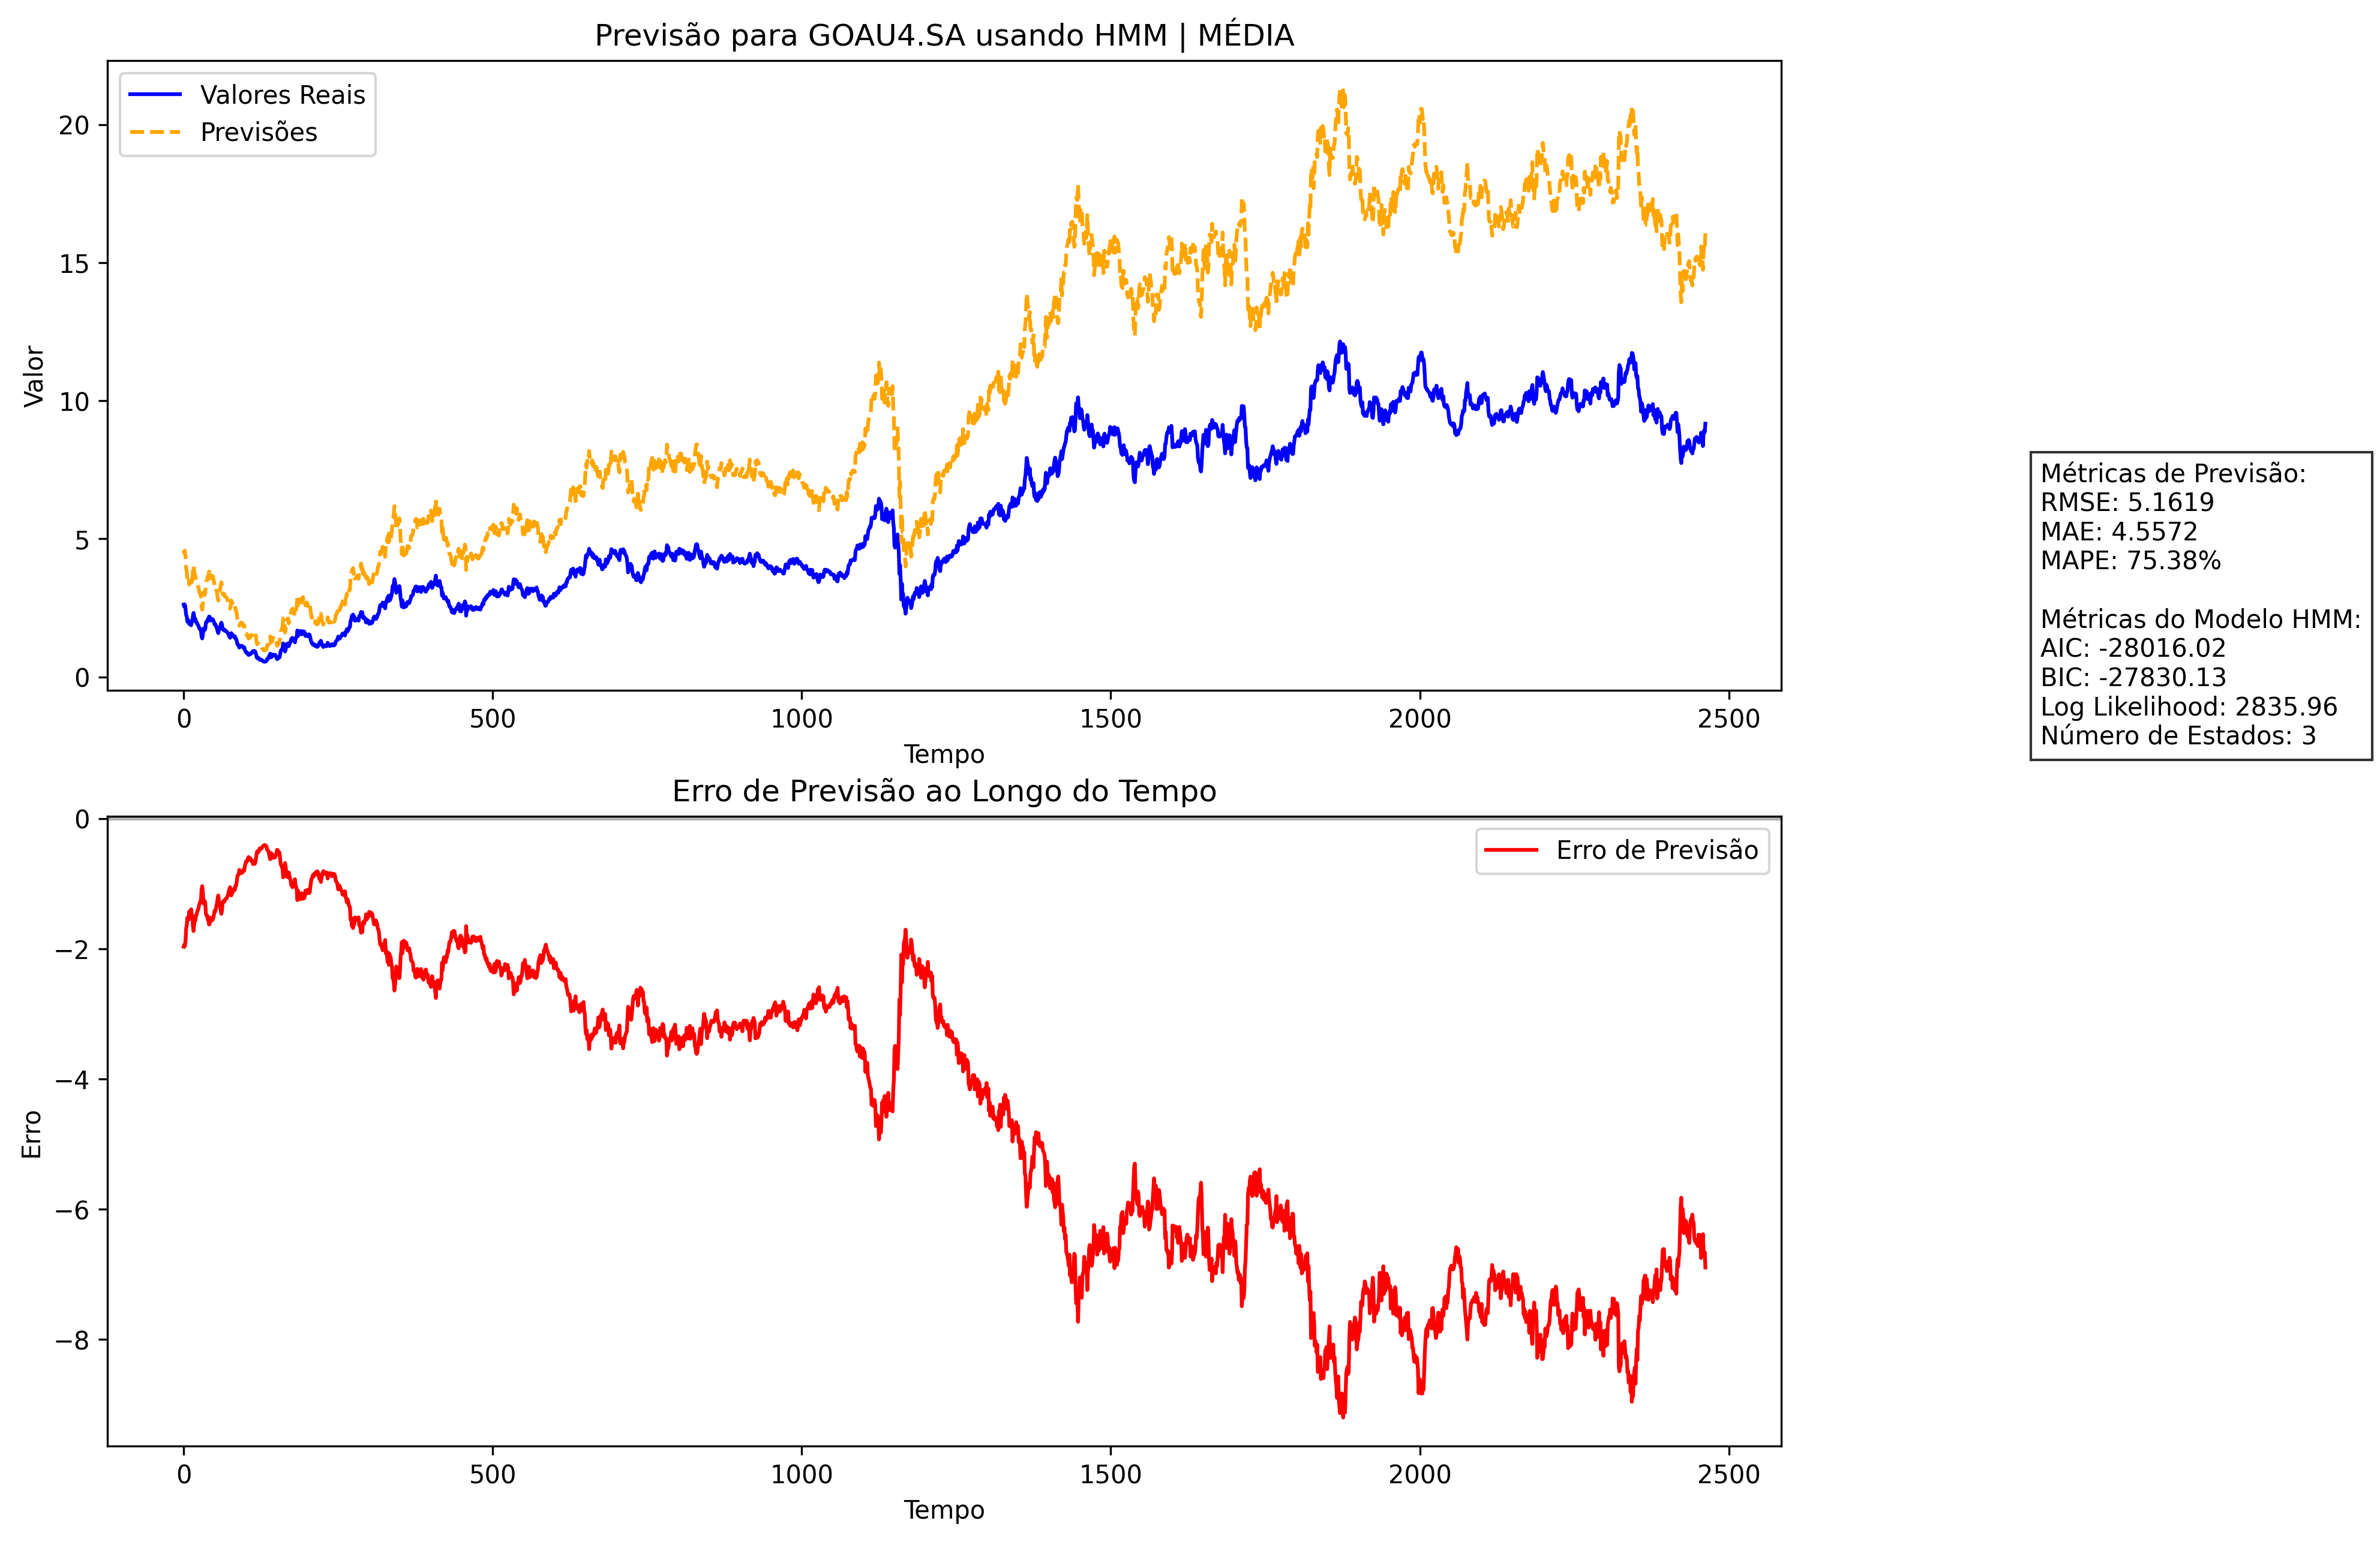 Previsão para GOAU4.SA usando HMM | MÉDIA
Valores Reais
Previsões
Valor
20
15
10
5
0
0
500
1000
1500
2000
2500
Tempo
Métricas de Previsão:
RMSE: 5.1619
MAE: 4.5572
MAPE: 75.38%
Métricas do Modelo HMM:
AIC: -28016.02
BIC: -27830.13
Log Likelihood: 2835.96
Número de Estados: 3
Erro de Previsão ao Longo do Tempo
Erro de Previsão
Erro
0
−2
−4
−6
−8
0
500
1000
1500
2000
2500
Tempo